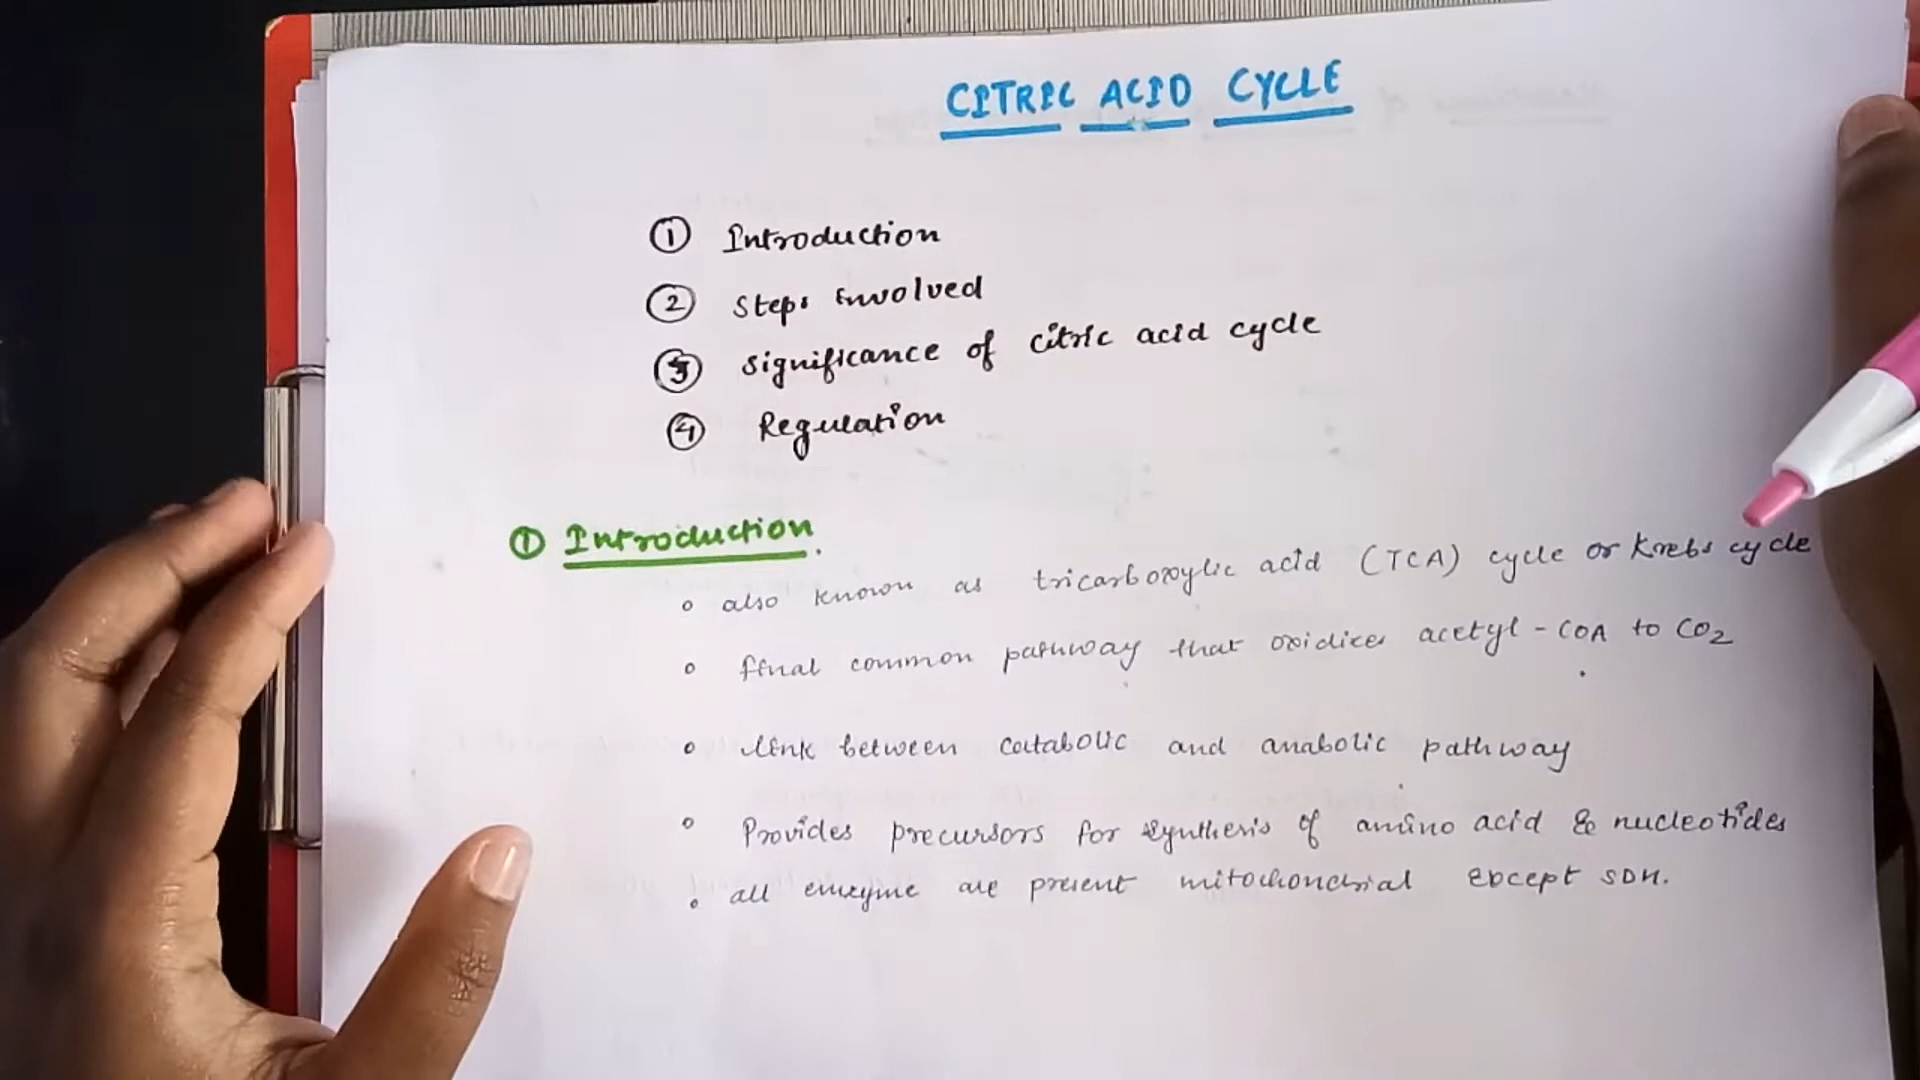 CITRIC ACID CYCLE
① Introduction
② Steps involved
③ Significance of citric acid cycle
④ Regulation
① Introduction.
◦ also known as tricarboxylic acid (TCA) cycle or Krebs cycle
◦ final common pathway that oxidizes acetyl-COA to CO₂
◦ link between catabolic and anabolic pathway
◦ Provides precursors for synthesis of amino acid & nucleotides
◦ all enzyme are present mitochondrial except SDH.